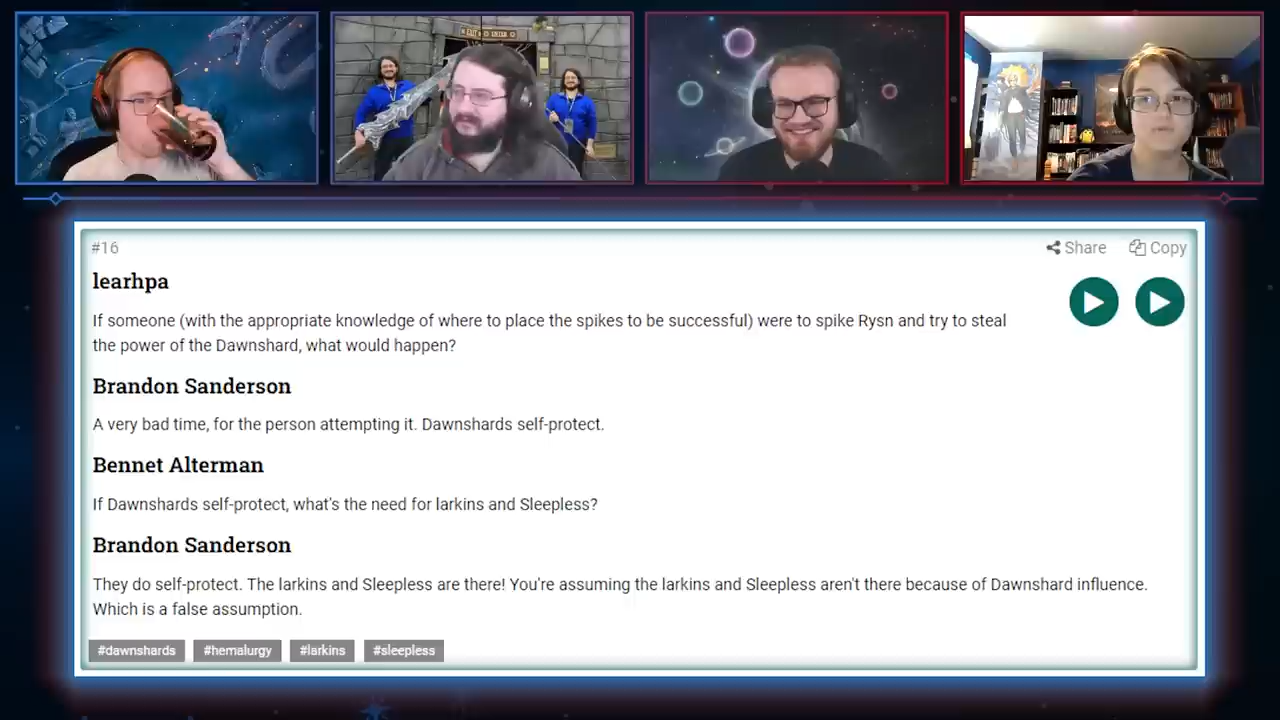 EXIT ENTER
#16
Share
Copy
learhpa
If someone (with the appropriate knowledge of where to place the spikes to be successful) were to spike Rysn and try to steal
the power of the Dawnshard, what would happen?
Brandon Sanderson
A very bad time, for the person attempting it. Dawnshards self-protect.
Bennet Alterman
If Dawnshards self-protect, what's the need for larkins and Sleepless?
Brandon Sanderson
They do self-protect. The larkins and Sleepless are there! You're assuming the larkins and Sleepless aren't there because of Dawnshard influence.
Which is a false assumption.
#dawnshards #hemalurgy #larkins #sleepless